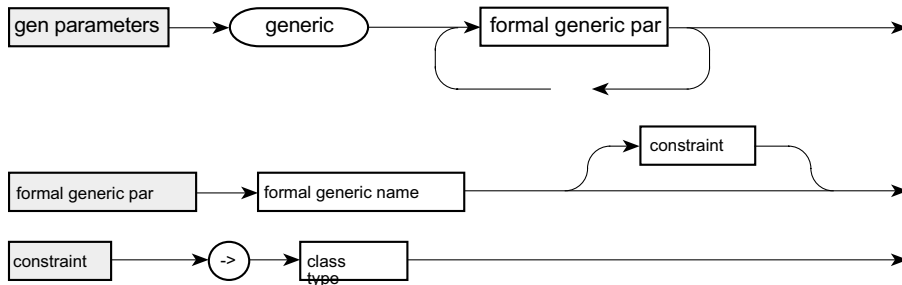 gen parameters generic formal generic par
constraint
formal generic par formal generic name
constraint -> class
type